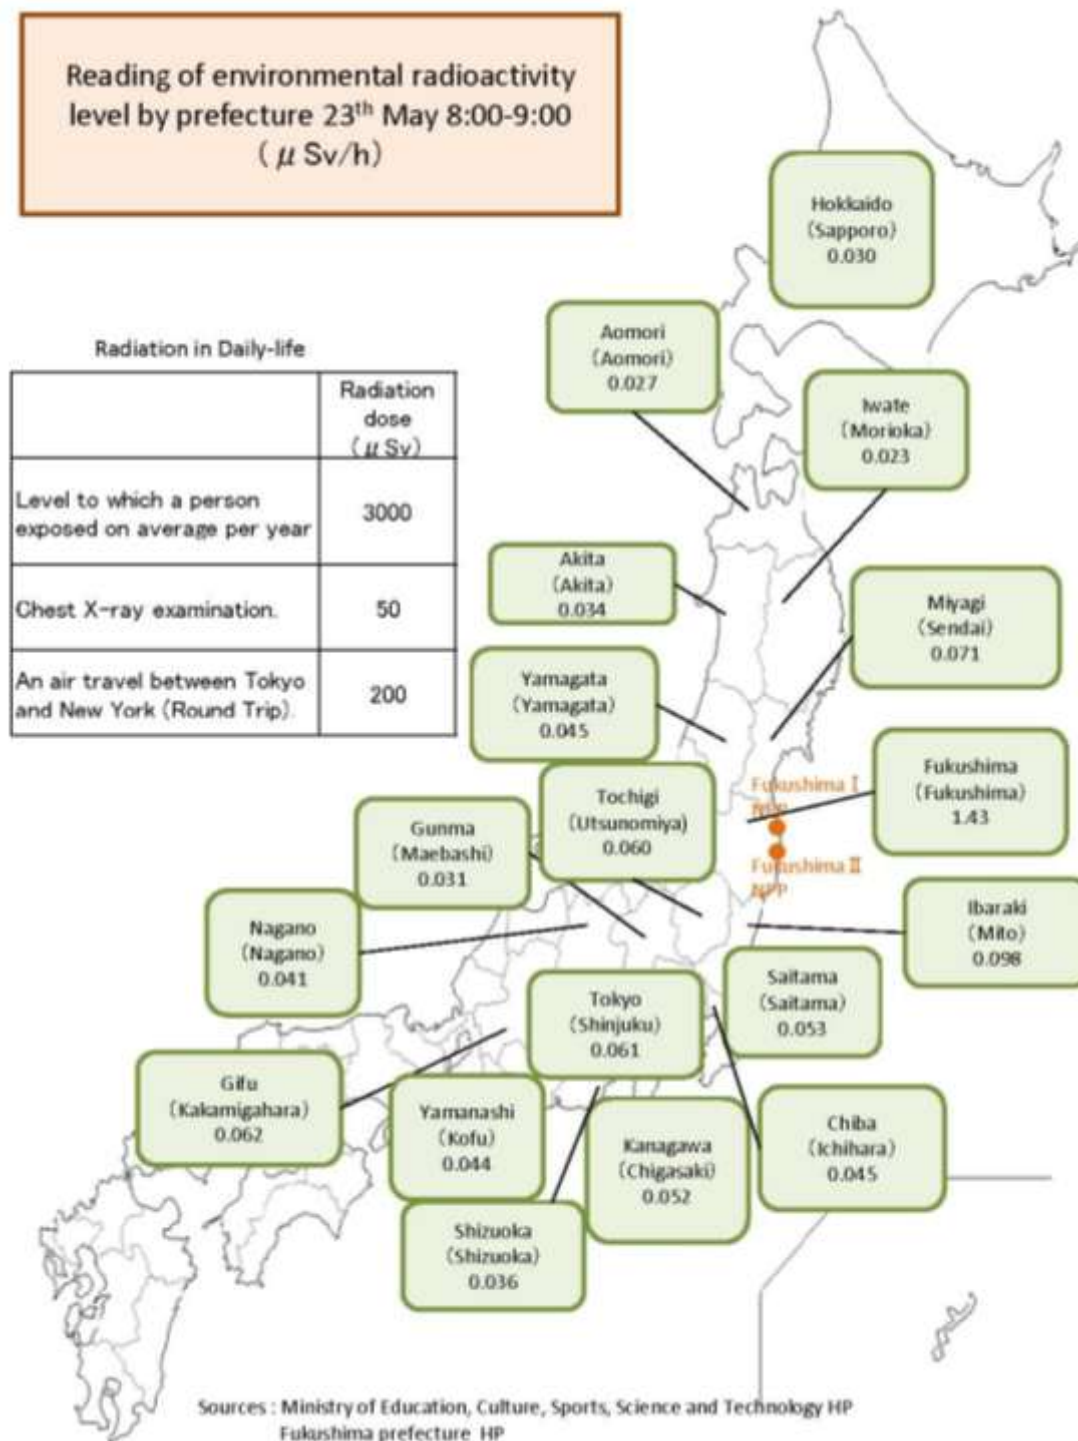 Reading of environmental radioactivity
level by prefecture 23th May 8:00-9:00
( μ Sv/h)
Hokkaido
(Sapporo)
0.030
Aomori
(Aomori)
0.027
Iwate
(Morioka)
0.023
Radiation in Daily-life
Radiation
dose
(μ Sv)
Level to which a person
exposed on average per year
3000
Chest X-ray examination.
50
An air travel between Tokyo
and New York (Round Trip).
200
Akita
(Akita)
0.034
Miyagi
(Sendai)
0.071
Yamagata
(Yamagata)
0.045
Fukushima
(Fukushima)
1.43
Fukushima I
NPP
Fukushima II
NPP
Tochigi
(Utsunomiya)
0.060
Gunma
(Maebashi)
0.031
Nagano
(Nagano)
0.041
Ibaraki
(Mito)
0.098
Saitama
(Saitama)
0.053
Tokyo
(Shinjuku)
0.061
Gifu
(Kakamigahara)
0.062
Yamanashi
(Kofu)
0.044
Kanagawa
(Chigasaki)
0.052
Chiba
(Ichihara)
0.045
Shizuoka
(Shizuoka)
0.036
Sources : Ministry of Education, Culture, Sports, Science and Technology HP
Fukushima prefecture HP